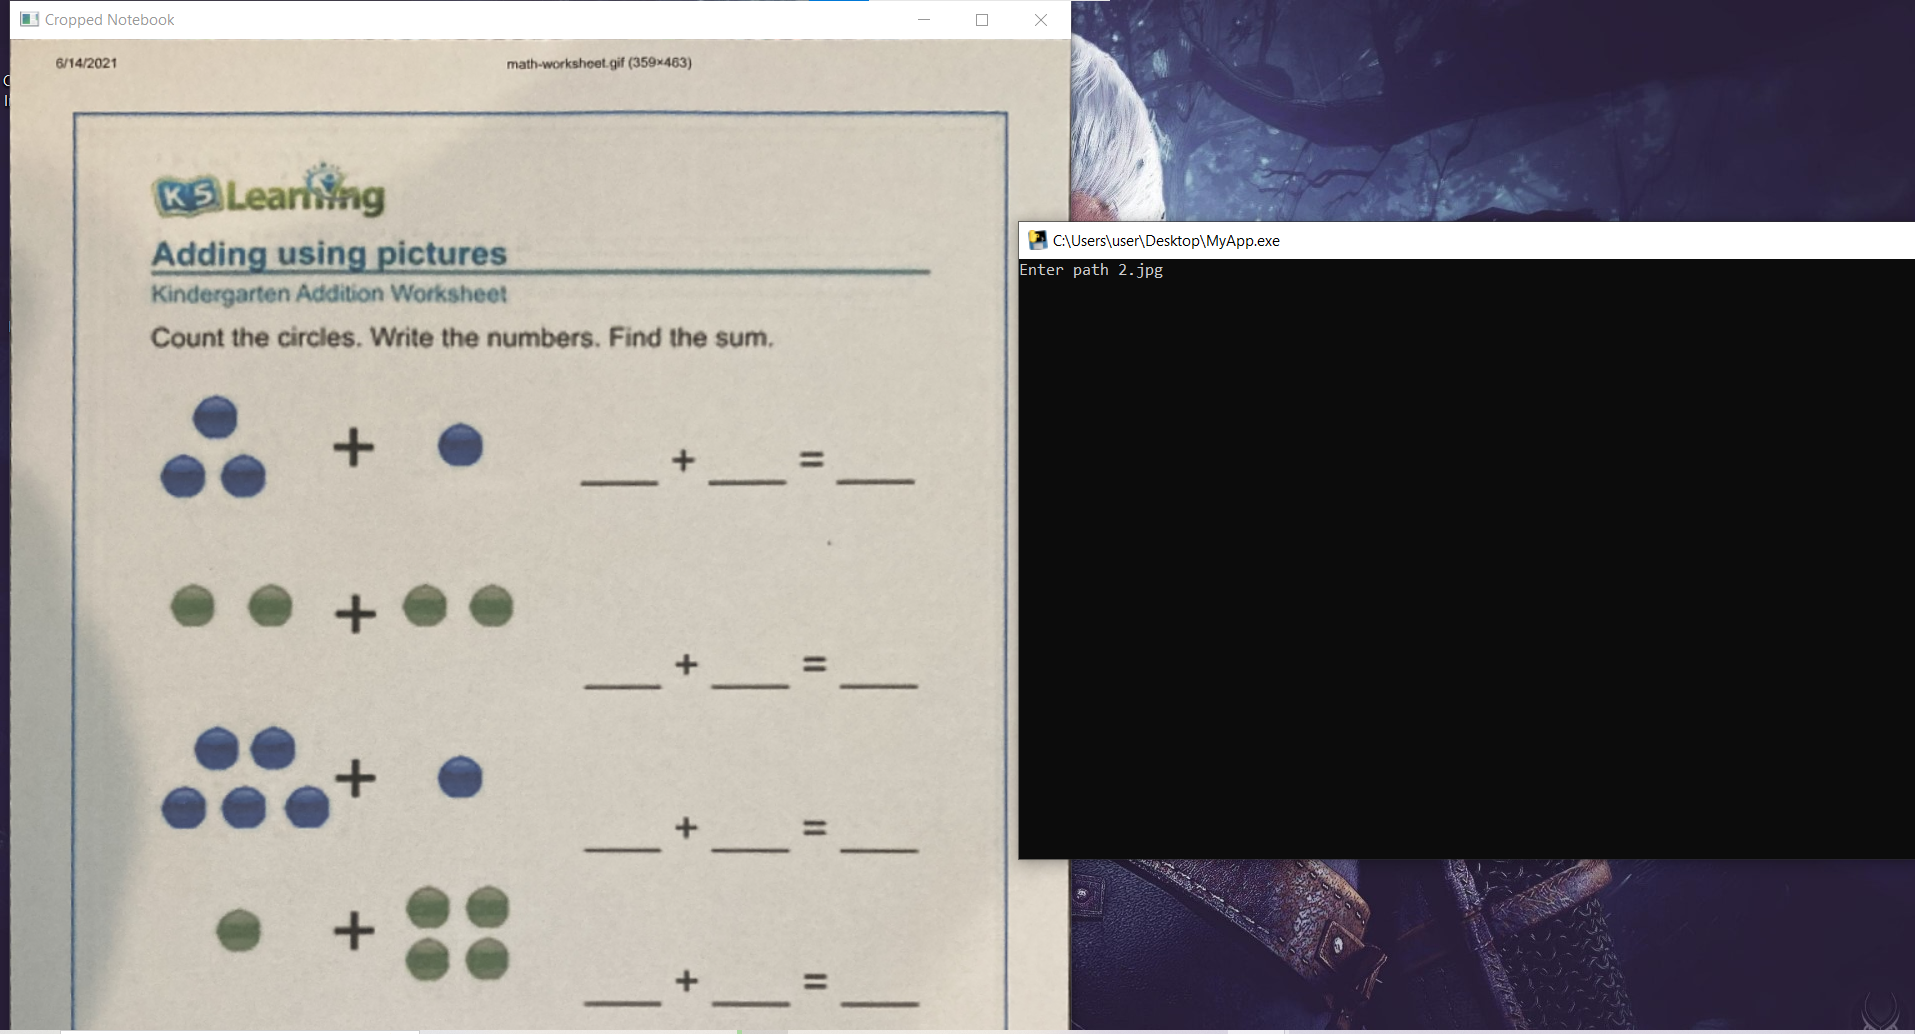 Cropped Notebook
6/14/2021
math-worksheet.gif (359×463)
K5 Learning
Adding using pictures
Kindergarten Addition Worksheet
Count the circles. Write the numbers. Find the sum.
+ ___ + ___ = ___
+ ___ + ___ = ___
+ ___ + ___ = ___
+ ___ + ___ = ___
C:\Users\user\Desktop\MyApp.exe
Enter path 2.jpg